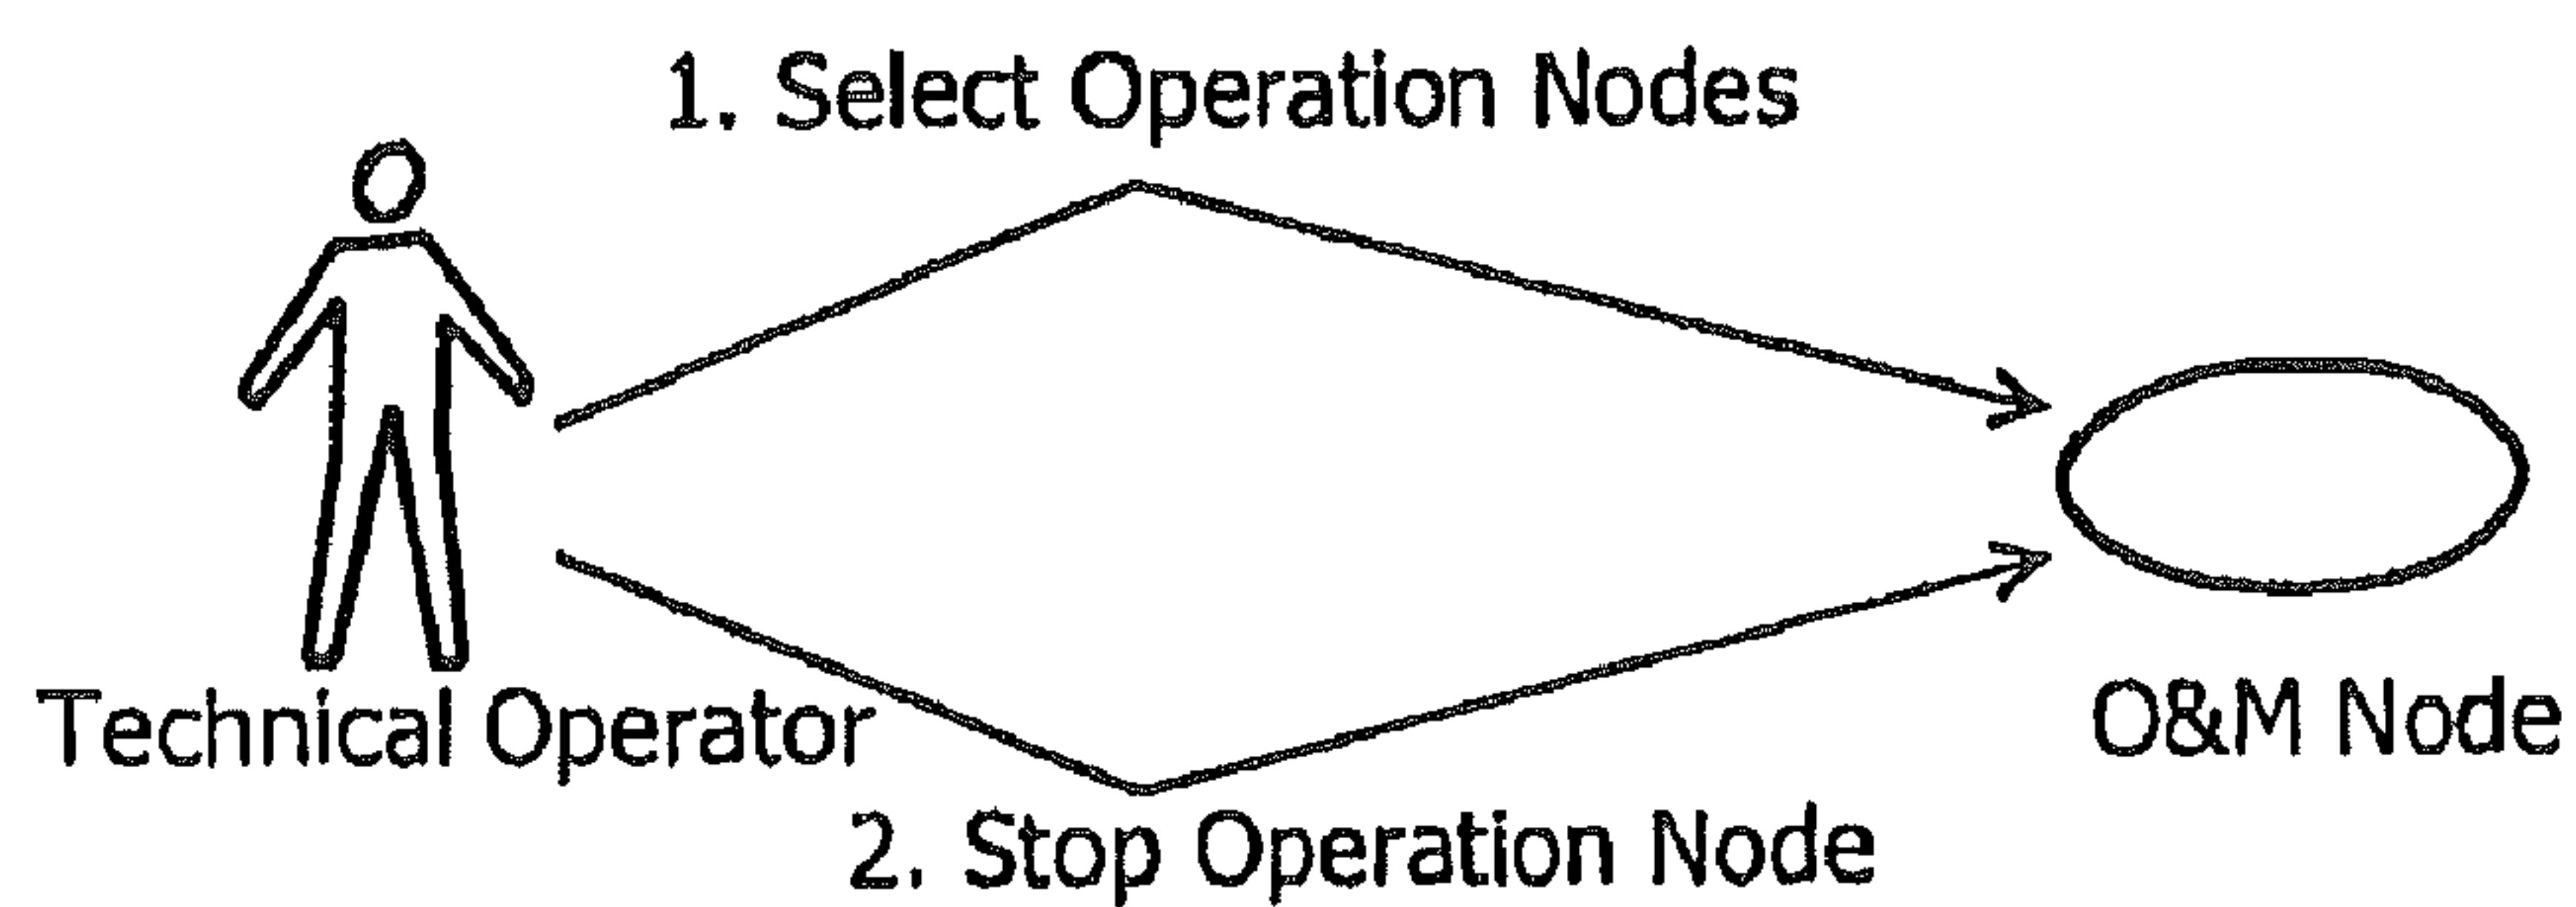 1. Select Operation Nodes
Technical Operator
O&M Node
2. Stop Operation Node